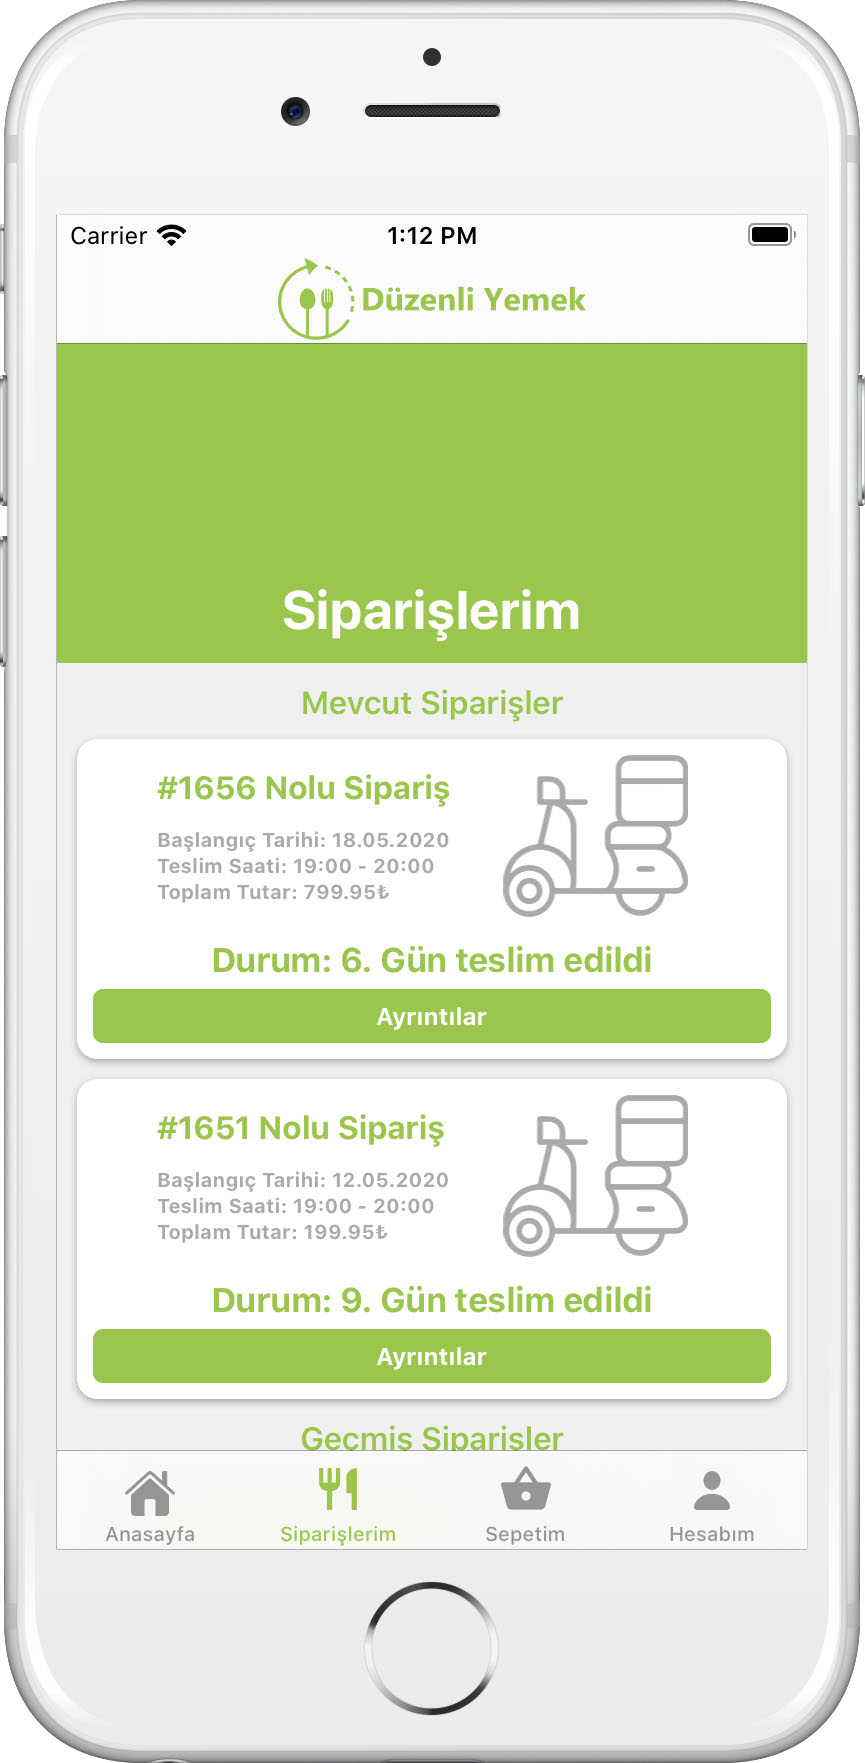 Carrier
1:12 PM
Düzenli Yemek
Siparişlerim
Mevcut Siparişler
#1656 Nolu Sipariş
Başlangıç Tarihi: 18.05.2020
Teslim Saati: 19:00 - 20:00
Toplam Tutar: 799.95₺
Durum: 6. Gün teslim edildi
Ayrıntılar
#1651 Nolu Sipariş
Başlangıç Tarihi: 12.05.2020
Teslim Saati: 19:00 - 20:00
Toplam Tutar: 199.95₺
Durum: 9. Gün teslim edildi
Ayrıntılar
Geçmiş Siparişler
Anasayfa
Siparişlerim
Sepetim
Hesabım